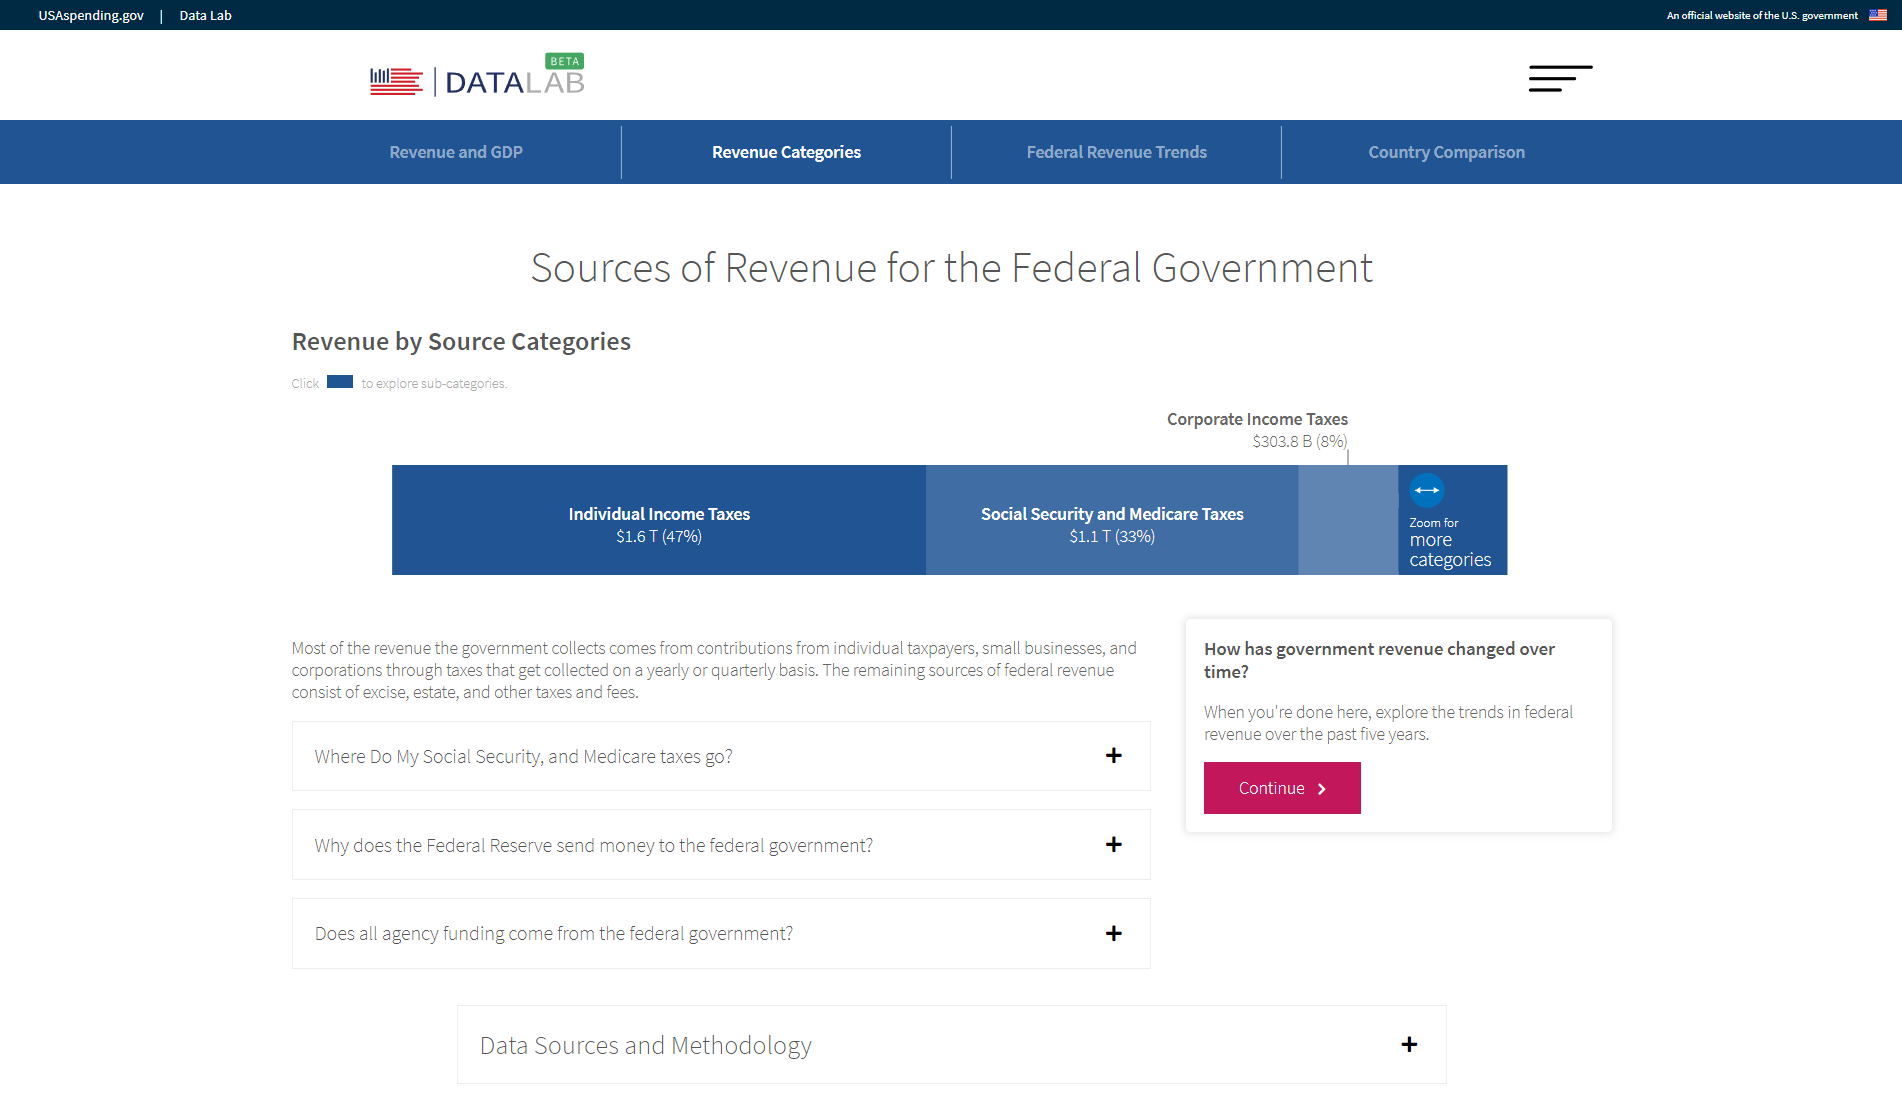 USAspending.gov | Data Lab
An official website of the U.S. government
BETA
DATALAB
Revenue and GDP
Revenue Categories
Federal Revenue Trends
Country Comparison
Sources of Revenue for the Federal Government
Revenue by Source Categories
Click to explore sub-categories.
Corporate Income Taxes
$303.8 B (8%)
Individual Income Taxes
$1.6 T (47%)
Social Security and Medicare Taxes
$1.1 T (33%)
Zoom for
more
categories
Most of the revenue the government collects comes from contributions from individual taxpayers, small businesses, and
corporations through taxes that get collected on a yearly or quarterly basis. The remaining sources of federal revenue
consist of excise, estate, and other taxes and fees.
Where Do My Social Security, and Medicare taxes go?
Why does the Federal Reserve send money to the federal government?
Does all agency funding come from the federal government?
How has government revenue changed over
time?
When you're done here, explore the trends in federal
revenue over the past five years.
Continue
Data Sources and Methodology